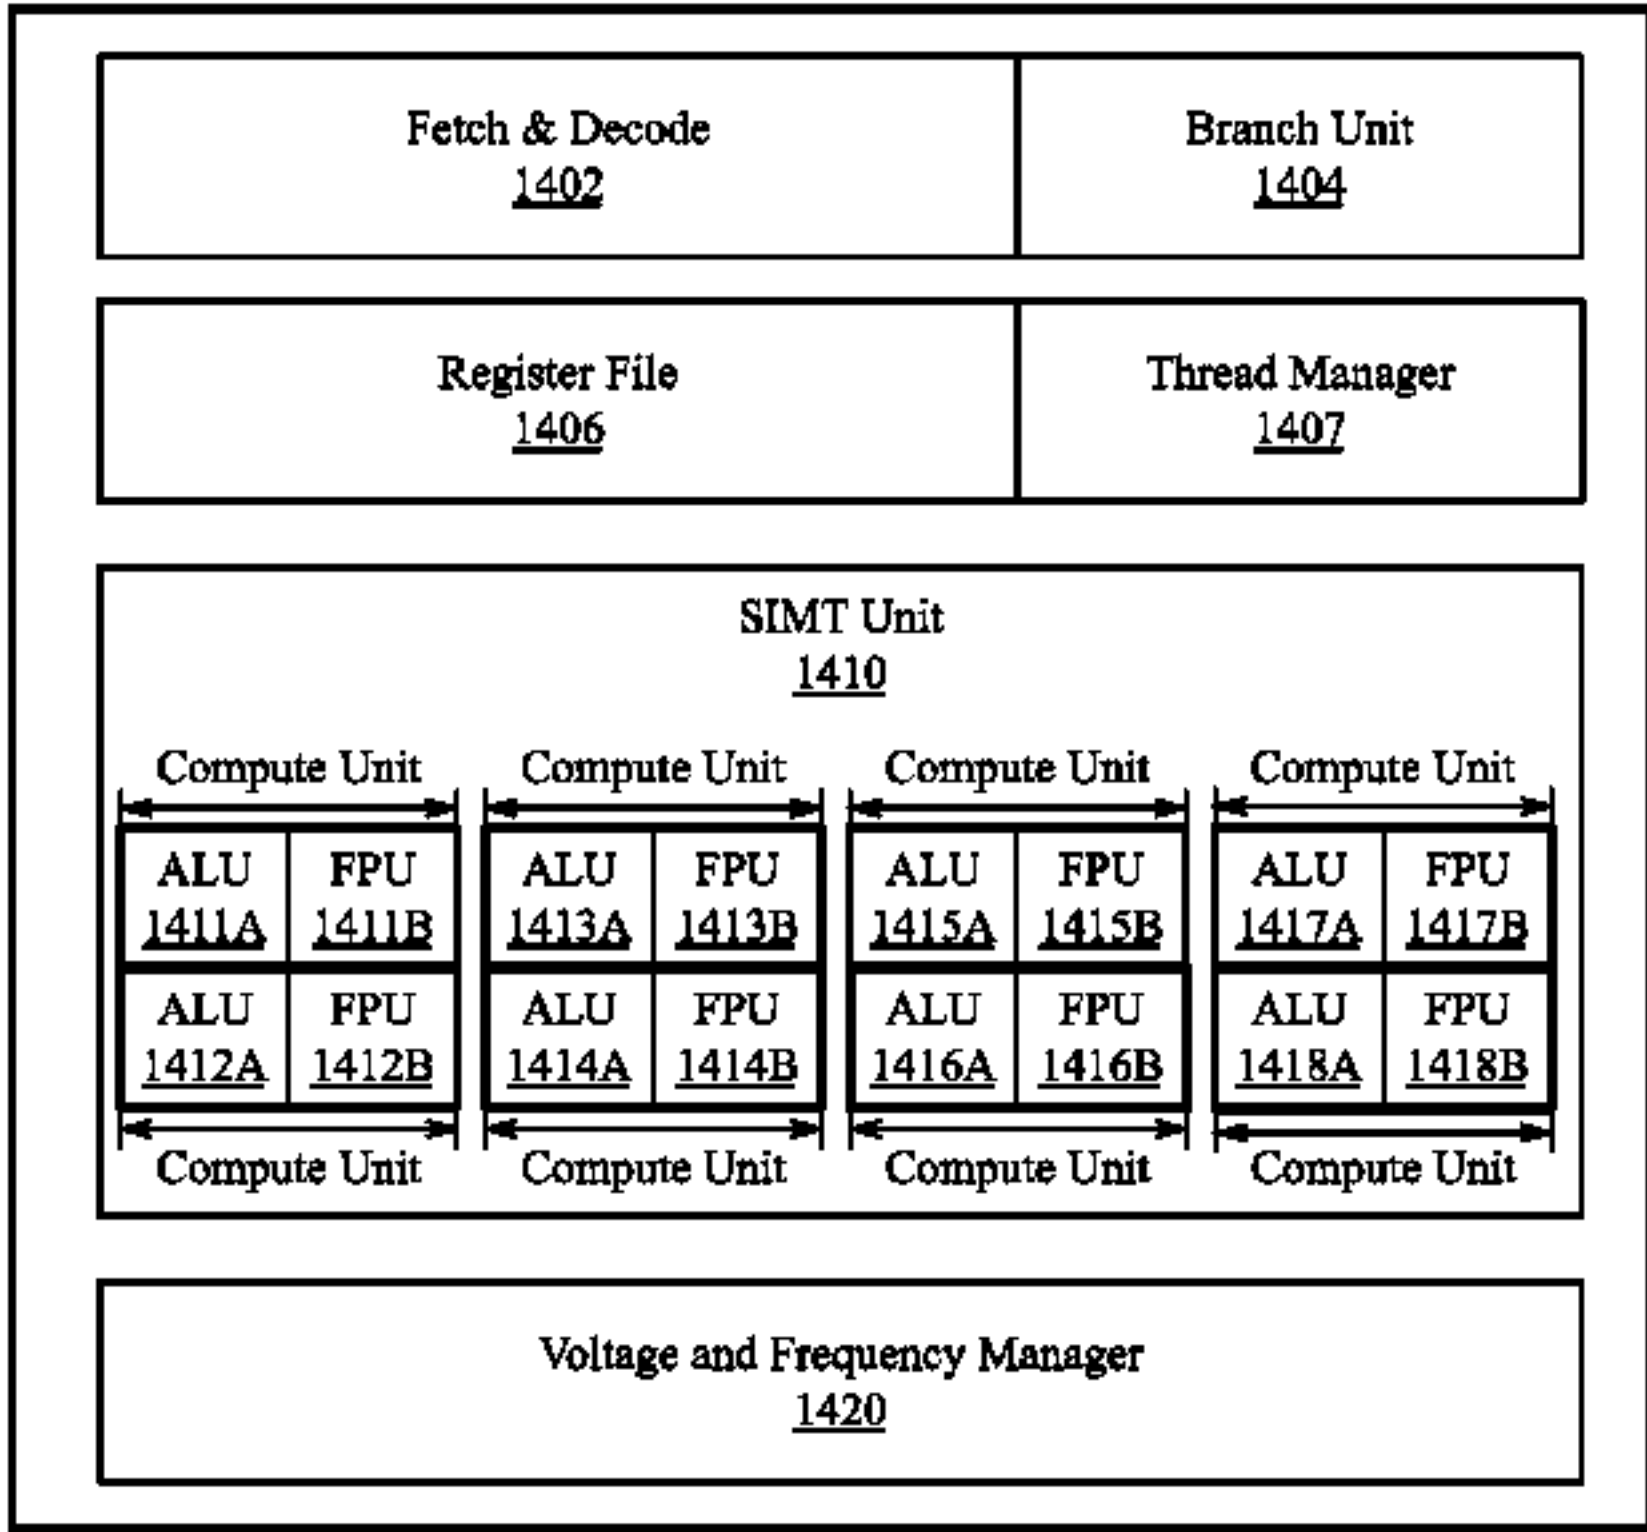 Fetch & Decode
1402
Branch Unit
1404
Register File
1406
Thread Manager
1407
SIMT Unit
1410
Compute Unit Compute Unit Compute Unit Compute Unit
ALU FPU ALU FPU ALU FPU ALU FPU
1411A 1411B 1413A 1413B 1415A 1415B 1417A 1417B
ALU FPU ALU FPU ALU FPU ALU FPU
1412A 1412B 1414A 1414B 1416A 1416B 1418A 1418B
Compute Unit Compute Unit Compute Unit Compute Unit
Voltage and Frequency Manager
1420